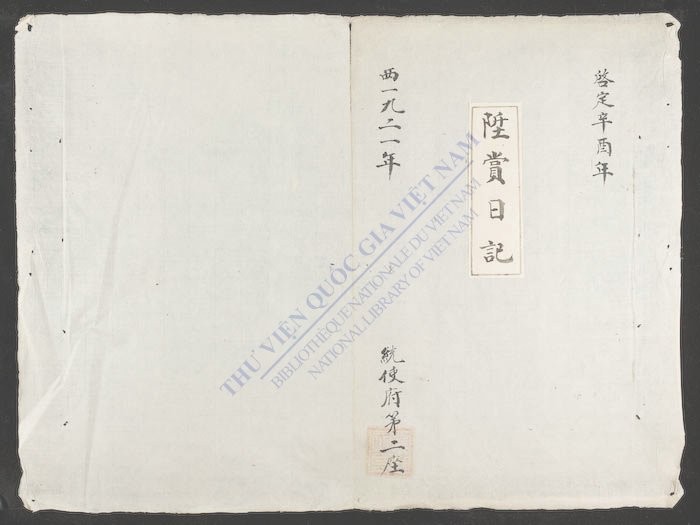 啓定辛酉年
陞賞日記
西一九二一年
統使府第二座
THƯ VIỆN QUỐC GIA VIỆT NAM
BIBLIOTHÈQUE NATIONALE DU VIETNAM
NATIONAL LIBRARY OF VIETNAM